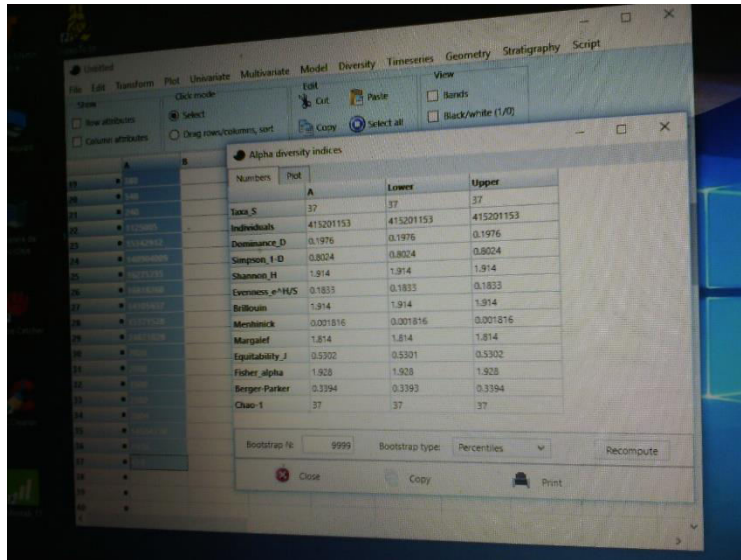 Untitled
File Edit Transform Plot Univariate Multivariate Model Diversity Timeseries Geometry Stratigraphy Script
Show
Click mode
Edit
View
Row attributes
Select
Cut
Paste
Bands
Column attributes
Drag rows/columns, sort
Copy
Select all
Black/white (1/0)
A B
Alpha diversity indices
Numbers Plot
A Lower Upper
Taxa_S 37 37 37
Individuals 415201153 415201153 415201153
Dominance_D 0.1976 0.1976 0.1976
Simpson_1-D 0.8024 0.8024 0.8024
Shannon_H 1.914 1.914 1.914
Evenness_e^H/S 0.1833 0.1833 0.1833
Brillouin 1.914 1.914 1.914
Menhinick 0.001816 0.001816 0.001816
Margalef 1.814 1.814 1.814
Equitability_J 0.5302 0.5301 0.5302
Fisher_alpha 1.928 1.928 1.928
Berger-Parker 0.3394 0.3393 0.3394
Chao-1 37 37 37
Bootstrap N: 9999 Bootstrap type: Percentiles Recompute
Close Copy Print